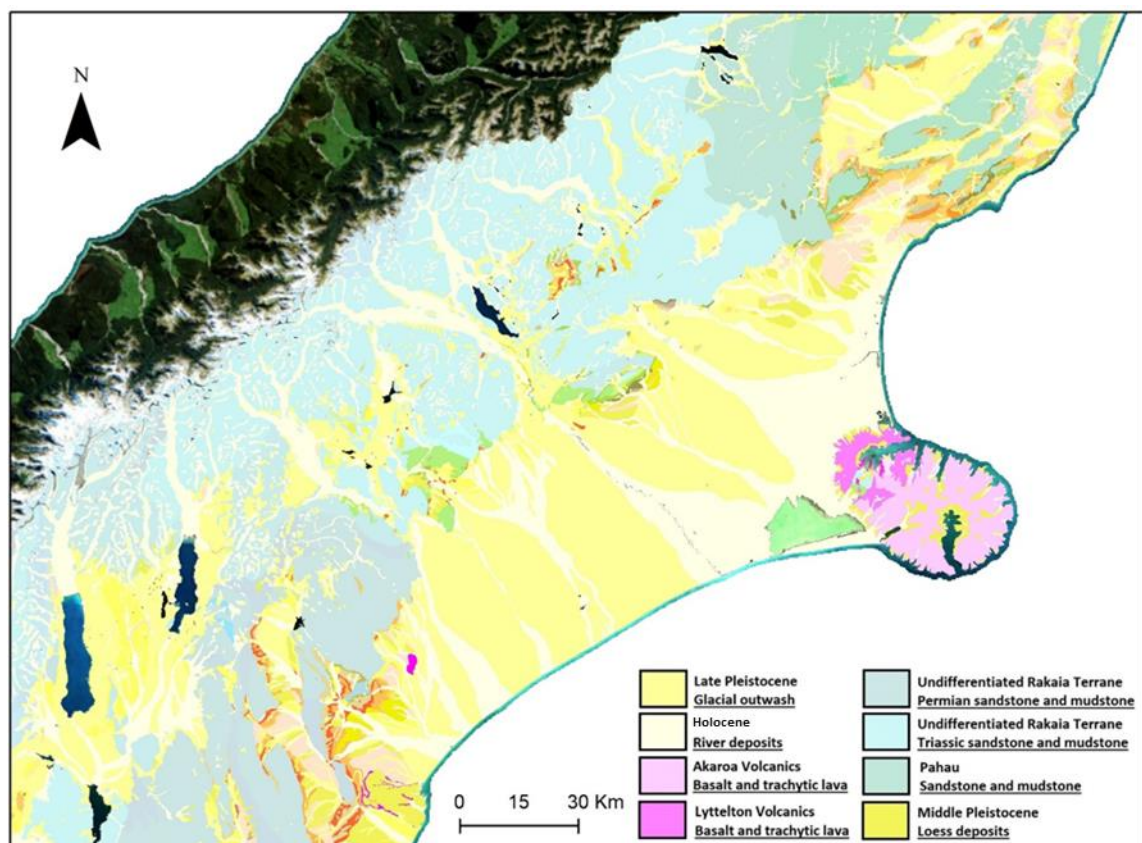 N
0 15 30 Km
Late Pleistocene
Glacial outwash
Holocene
River deposits
Akaroa Volcanics
Basalt and trachytic lava
Lyttelton Volcanics
Basalt and trachytic lava
Undifferentiated Rakaia Terrane
Permian sandstone and mudstone
Undifferentiated Rakaia Terrane
Triassic sandstone and mudstone
Pahau
Sandstone and mudstone
Middle Pleistocene
Loess deposits